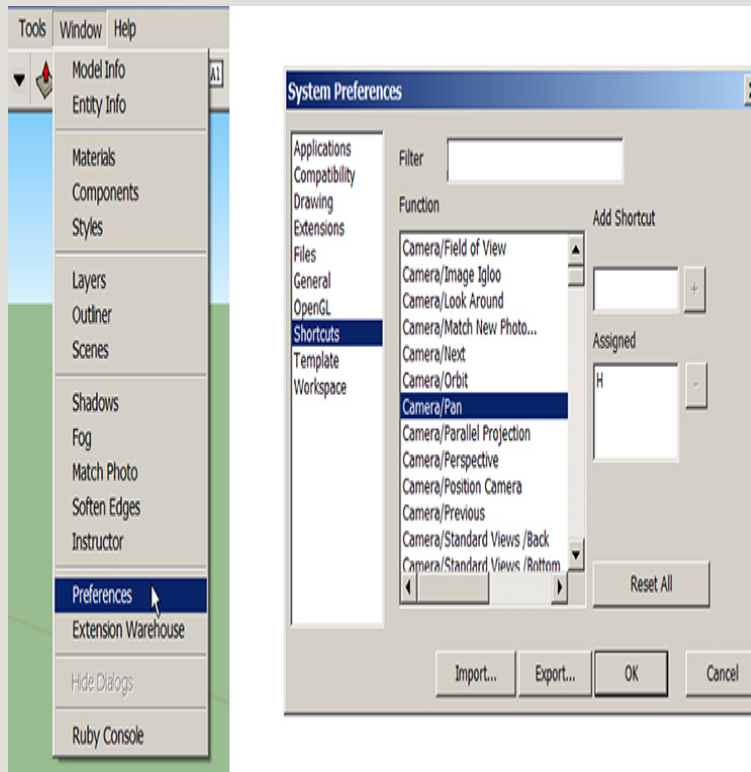 Tools Window Help
Model Info
A1
Entity Info
Materials
Components
Styles
Layers
Outliner
Scenes
Shadows
Fog
Match Photo
Soften Edges
Instructor
Preferences
Extension Warehouse
Hide Dialogs
Ruby Console
System Preferences
Applications
Compatibility
Drawing
Extensions
Files
General
OpenGL
Shortcuts
Template
Workspace
Filter
Function
Camera/Field of View
Camera/Image Igloo
Camera/Look Around
Camera/Match New Photo...
Camera/Next
Camera/Orbit
Camera/Pan
Camera/Parallel Projection
Camera/Perspective
Camera/Position Camera
Camera/Previous
Camera/Standard Views /Back
Camera/Standard Views /Bottom
Add Shortcut
+
Assigned
H
-
Reset All
Import... Export... OK Cancel